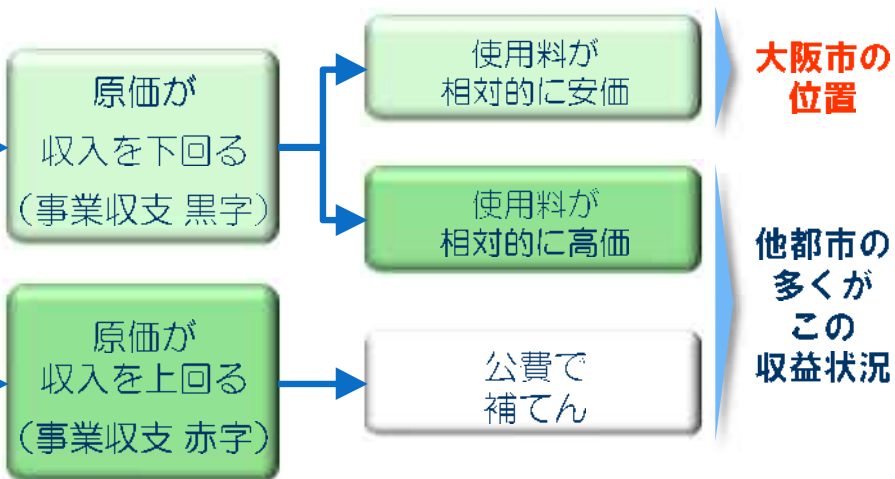 原価が
収入を下回る
（事業収支 黒字）
使用料が
相対的に安価
大阪市の
位置
使用料が
相対的に高価
他都市の
多くが
この
収益状況
原価が
収入を上回る
（事業収支 赤字）
公費で
補てん